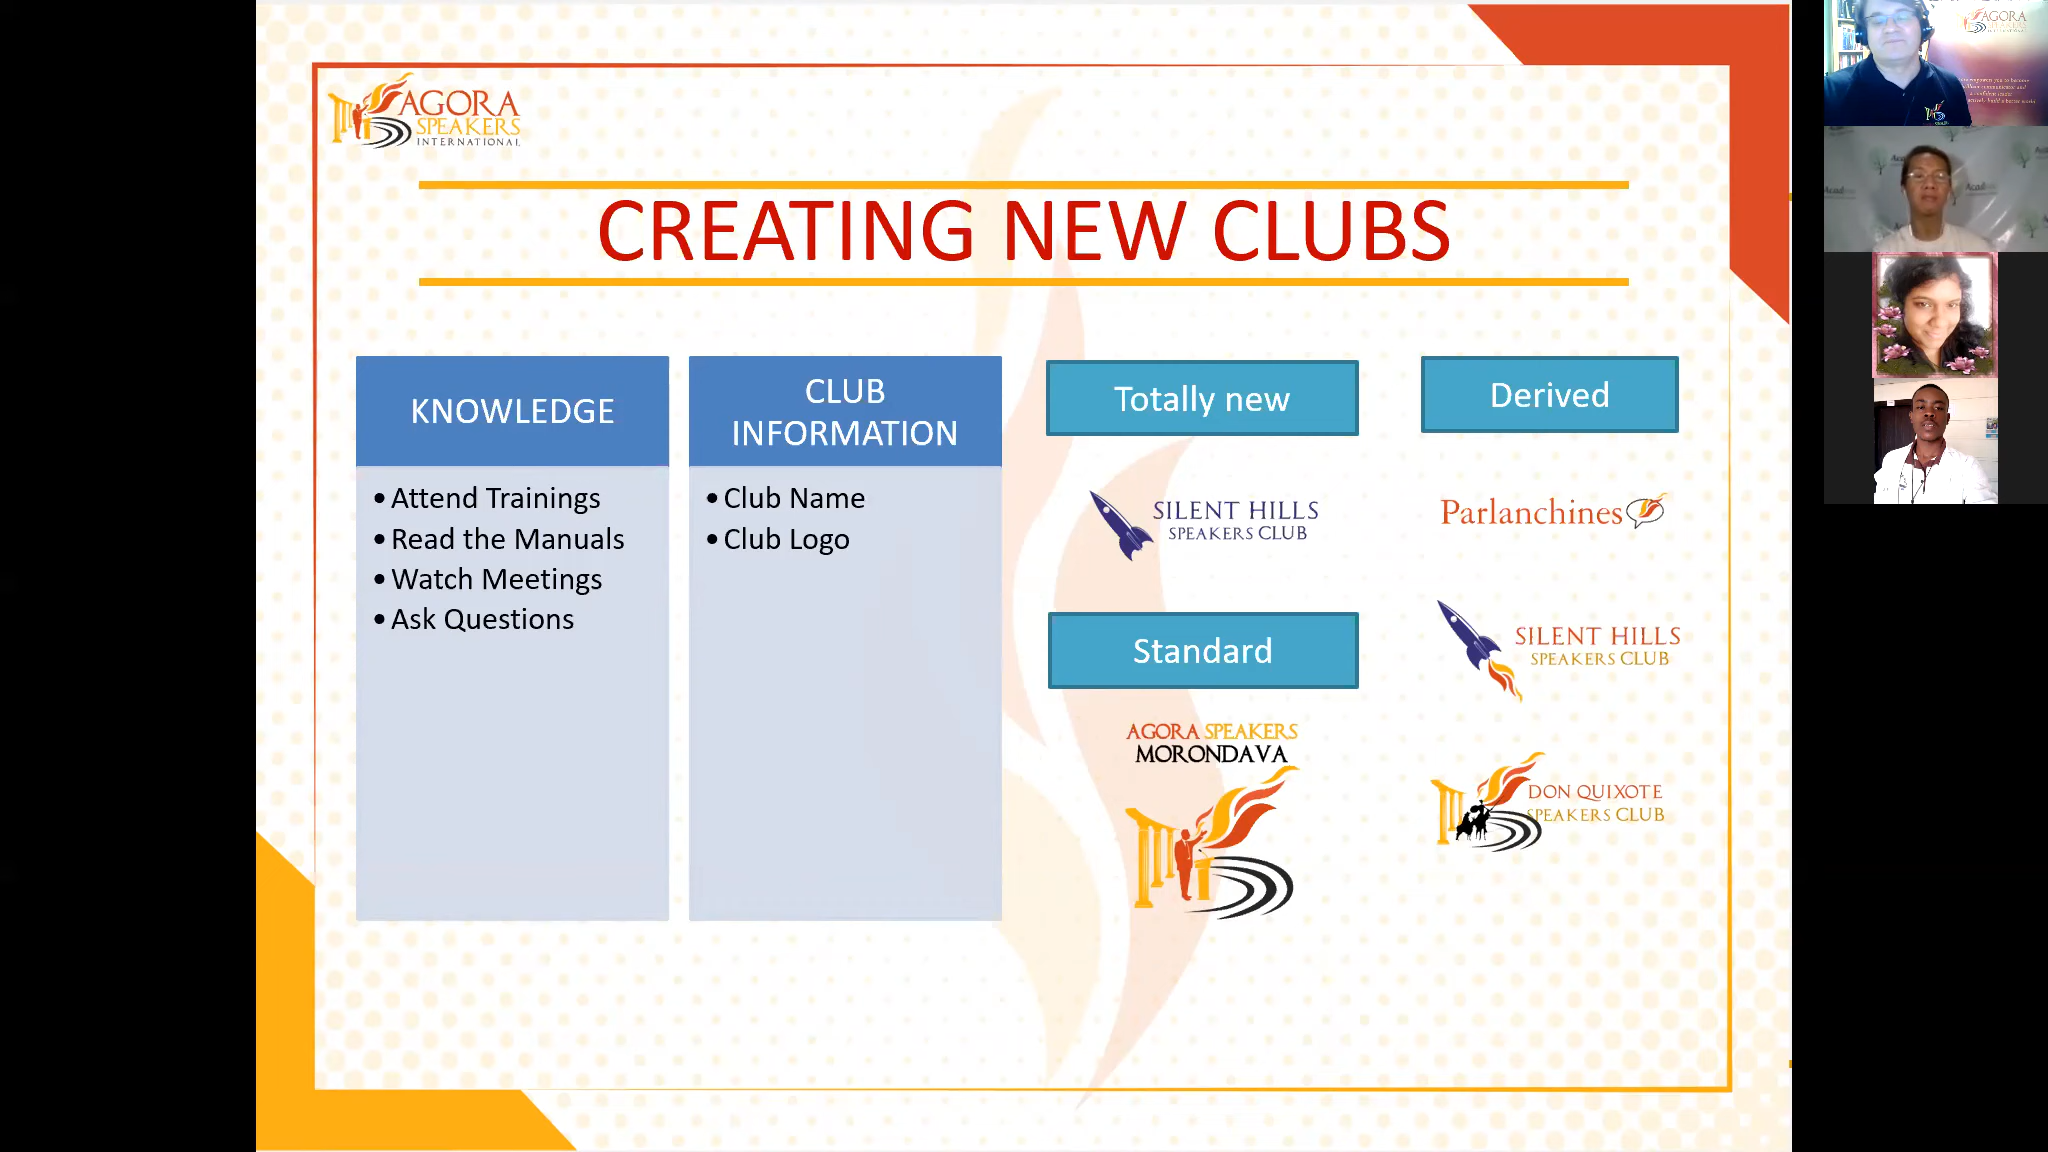 AGORA
SPEAKERS
INTERNATIONAL
CREATING NEW CLUBS
KNOWLEDGE
• Attend Trainings
• Read the Manuals
• Watch Meetings
• Ask Questions
CLUB
INFORMATION
• Club Name
• Club Logo
Totally new
SILENT HILLS
SPEAKERS CLUB
Standard
AGORA SPEAKERS
MORONDAVA
Derived
Parlanchines
SILENT HILLS
SPEAKERS CLUB
DON QUIXOTE
SPEAKERS CLUB
AGORA